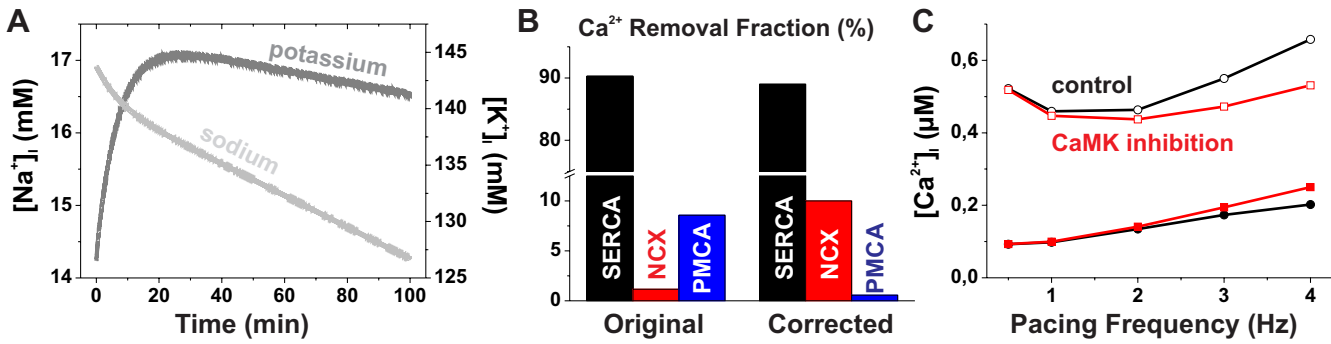 A
[Na⁺]ᵢ (mM)
17
16
15
14
potassium
sodium
145
140
135
130
125
[K⁺]ᵢ (mM)
0
20
40
60
80
100
Time (min)
B
Ca²⁺ Removal Fraction (%)
90
80
10
5
0
SERCA
NCX
PMCA
SERCA
NCX
PMCA
Original
Corrected
C
[Ca²⁺]ᵢ (µM)
0,6
0,4
0,2
0,0
control
CaMK inhibition
1
2
3
4
Pacing Frequency (Hz)